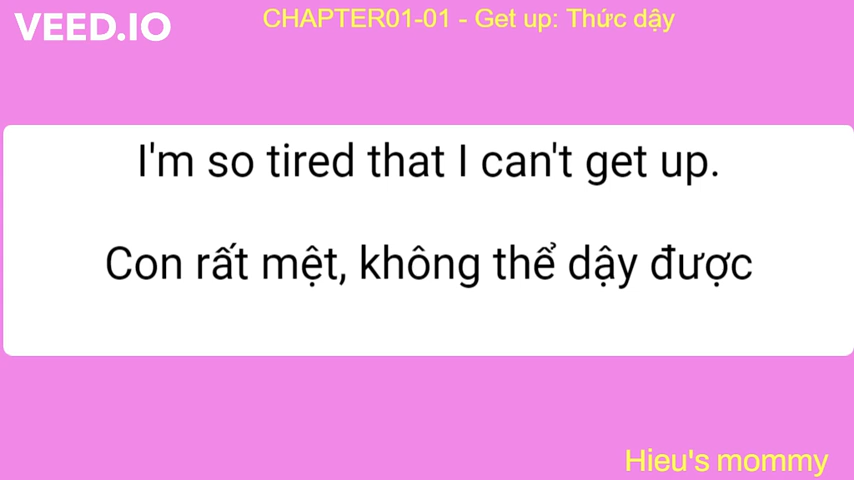 VEED.IO
CHAPTER01-01 - Get up: Thức dậy
I'm so tired that I can't get up.
Con rất mệt, không thể dậy được
Hieu's mommy